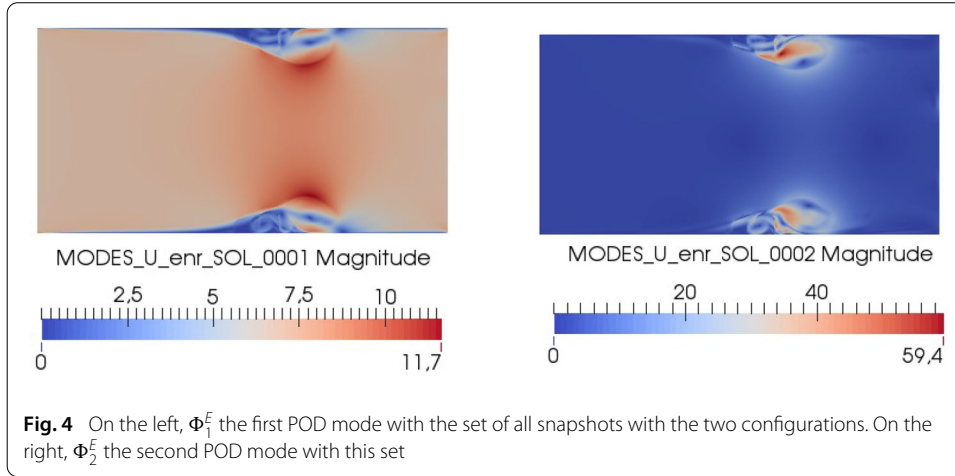 MODES_U_enr_SOL_0001 Magnitude
2,5 5 7,5 10
0 11,7
MODES_U_enr_SOL_0002 Magnitude
20 40
0 59,4
Fig. 4 On the left, Φ₁ᴱ the first POD mode with the set of all snapshots with the two configurations. On the
right, Φ₂ᴱ the second POD mode with this set